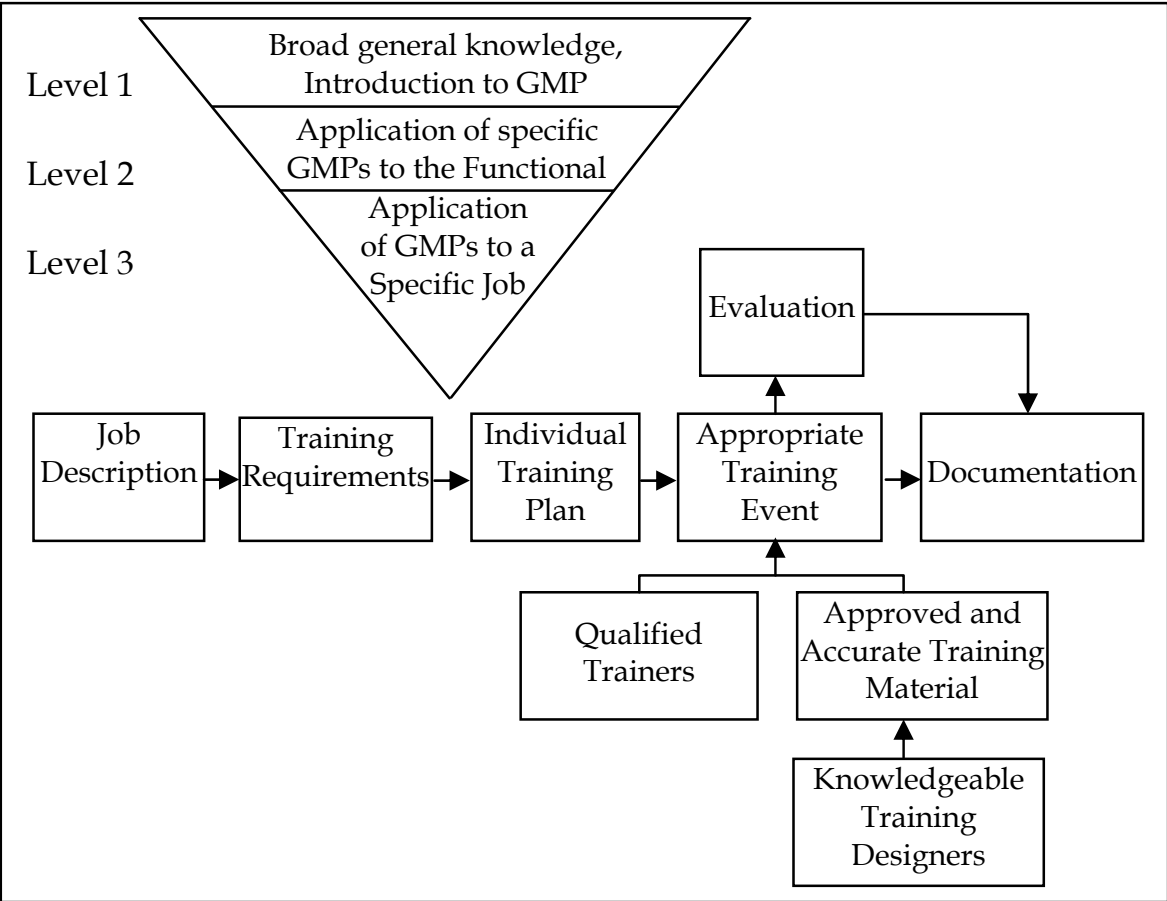 Level 1
Broad general knowledge,
Introduction to GMP
Level 2
Application of specific
GMPs to the Functional
Level 3
Application
of GMPs to a
Specific Job
Evaluation
Job
Description
Training
Requirements
Individual
Training
Plan
Appropriate
Training
Event
Documentation
Qualified
Trainers
Approved and
Accurate Training
Material
Knowledgeable
Training
Designers